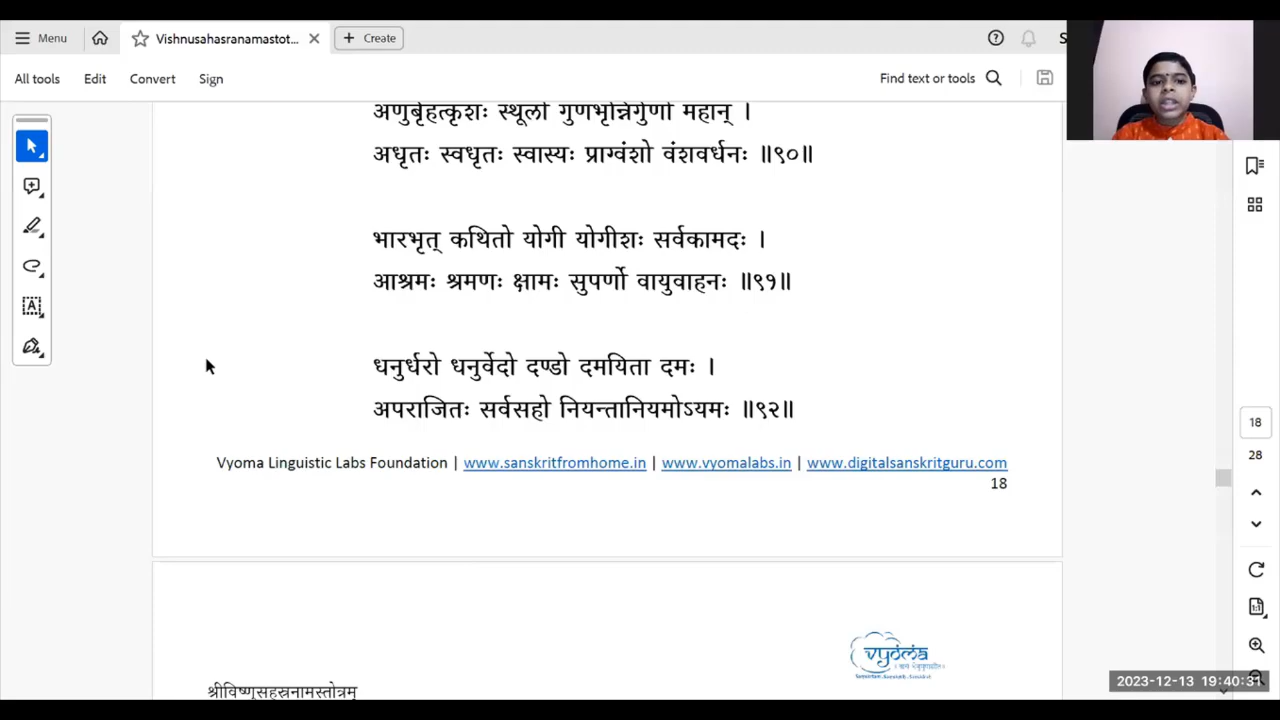 Menu
Vishnusahasranamastot...
Create
S
All tools
Edit
Convert
Sign
Find text or tools
अणुर्बृहत्कृशः स्थूलो गुणभृन्निर्गुणो महान् ।
अधृतः स्वधृतः स्वास्यः प्राग्वंशो वंशवर्धनः ॥९०॥
भारभृत् कथितो योगी योगीशः सर्वकामदः ।
आश्रमः श्रमणः क्षामः सुपर्णो वायुवाहनः ॥९१॥
धनुर्धरो धनुर्वेदो दण्डो दमयिता दमः ।
अपराजितः सर्वसहो नियन्तानियमोऽयमः ॥९२॥
Vyoma Linguistic Labs Foundation | www.sanskritfromhome.in | www.vyomalabs.in | www.digitalsanskritguru.com
18
18
28
1:1
vyoma
श्रीविष्णुसहस्रनामस्तोत्रम्
2023-12-13 19:40:31